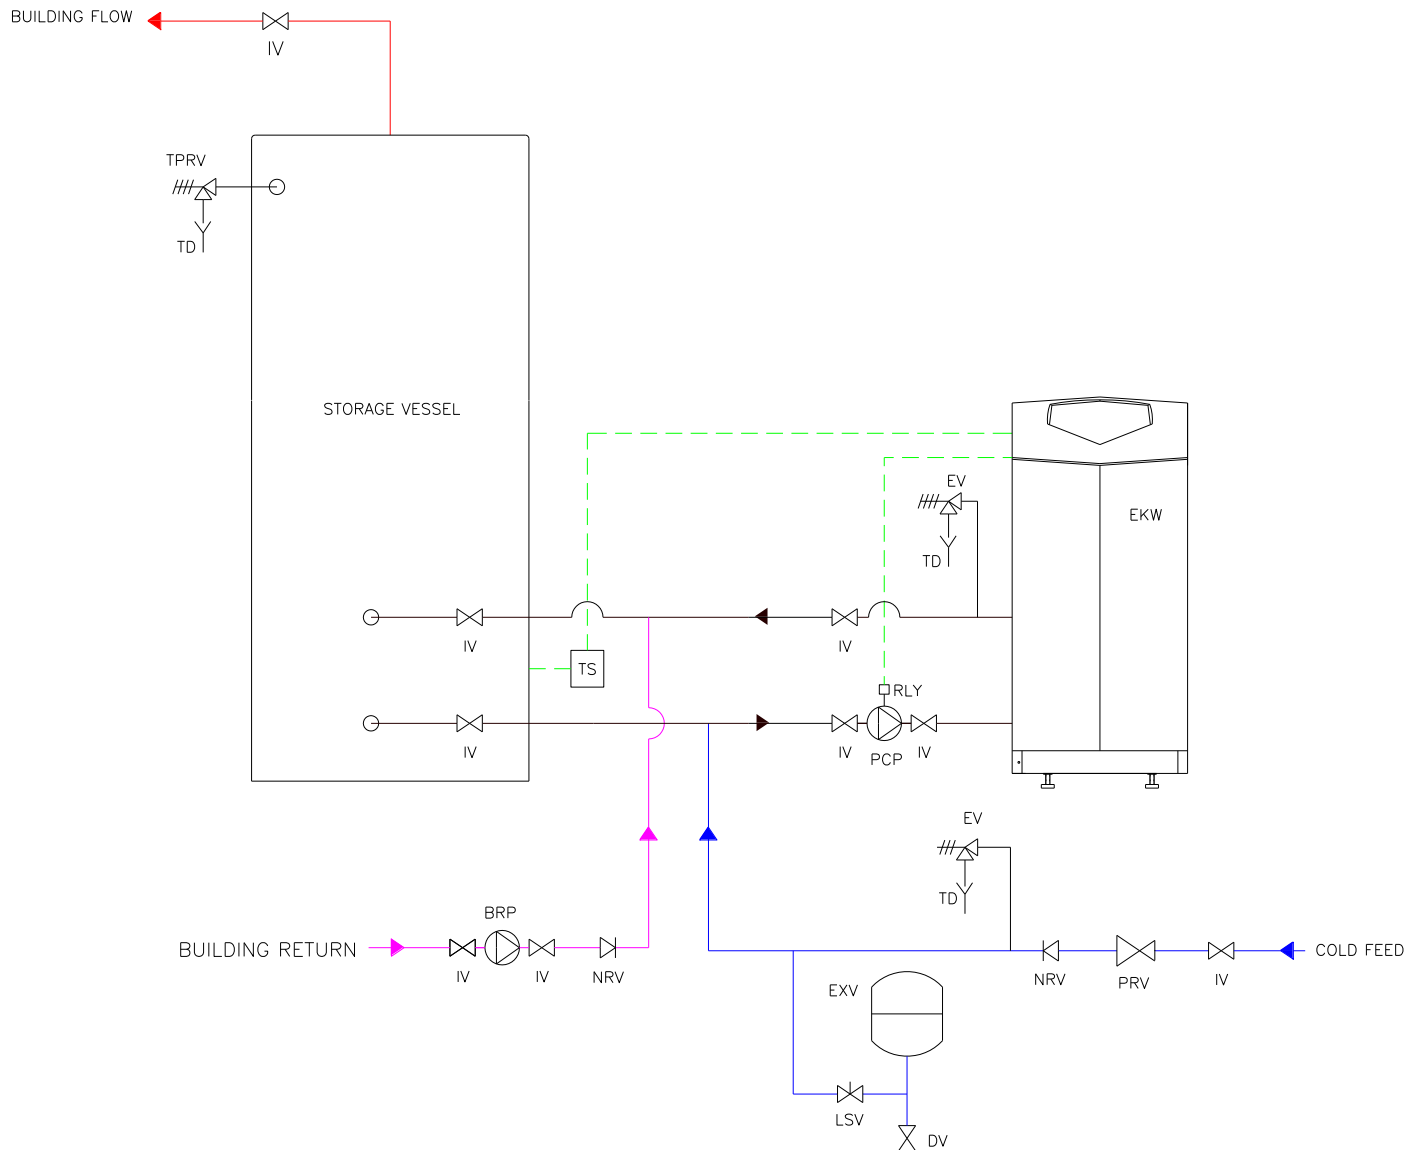 BUILDING FLOW
IV
TPRV
TD
STORAGE VESSEL
EV
EKW
TD
IV
IV
TS
RLY
IV
IV
PCP
IV
EV
TD
BRP
BUILDING RETURN
COLD FEED
IV
IV
NRV
NRV
PRV
IV
EXV
LSV
DV